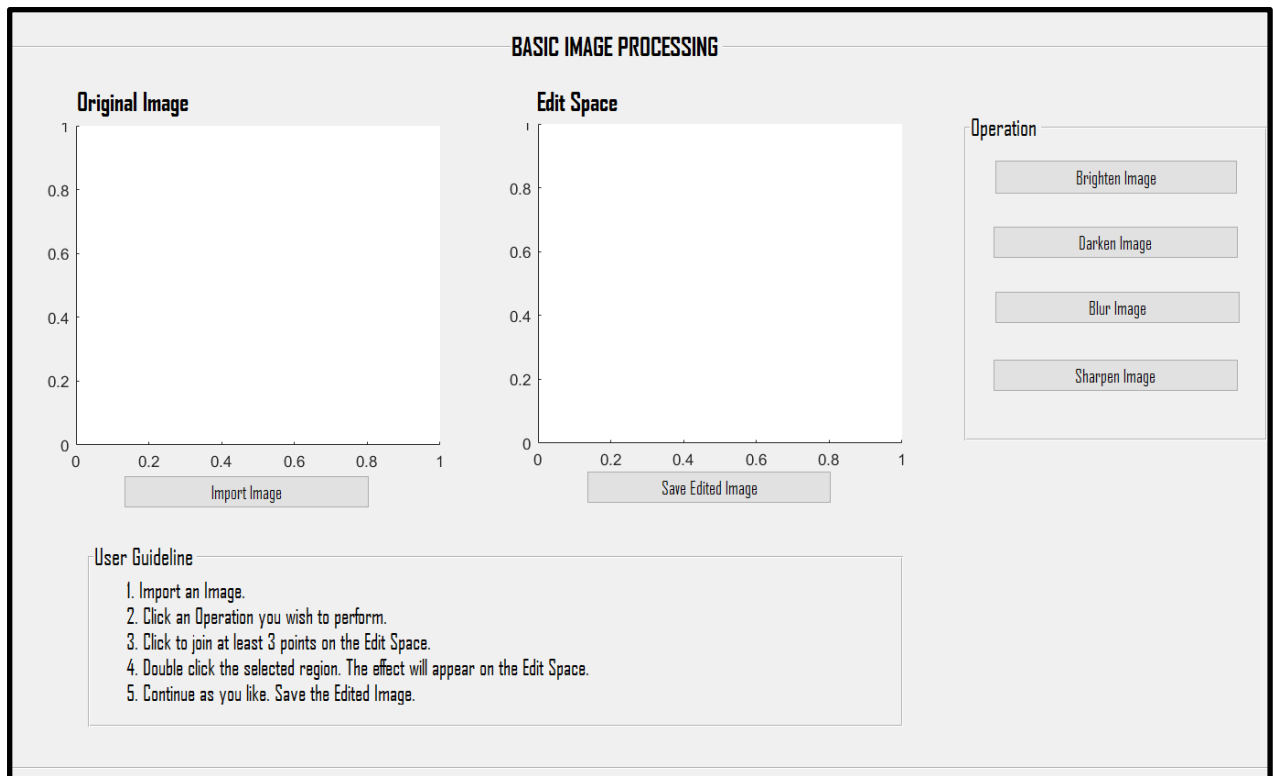 BASIC IMAGE PROCESSING
Original Image
1
0.8
0.6
0.4
0.2
0
0 0.2 0.4 0.6 0.8 1
Import Image
Edit Space
1
0.8
0.6
0.4
0.2
0
0 0.2 0.4 0.6 0.8 1
Save Edited Image
Operation
Brighten Image
Darken Image
Blur Image
Sharpen Image
User Guideline
1. Import an Image.
2. Click an Operation you wish to perform.
3. Click to join at least 3 points on the Edit Space.
4. Double click the selected region. The effect will appear on the Edit Space.
5. Continue as you like. Save the Edited Image.